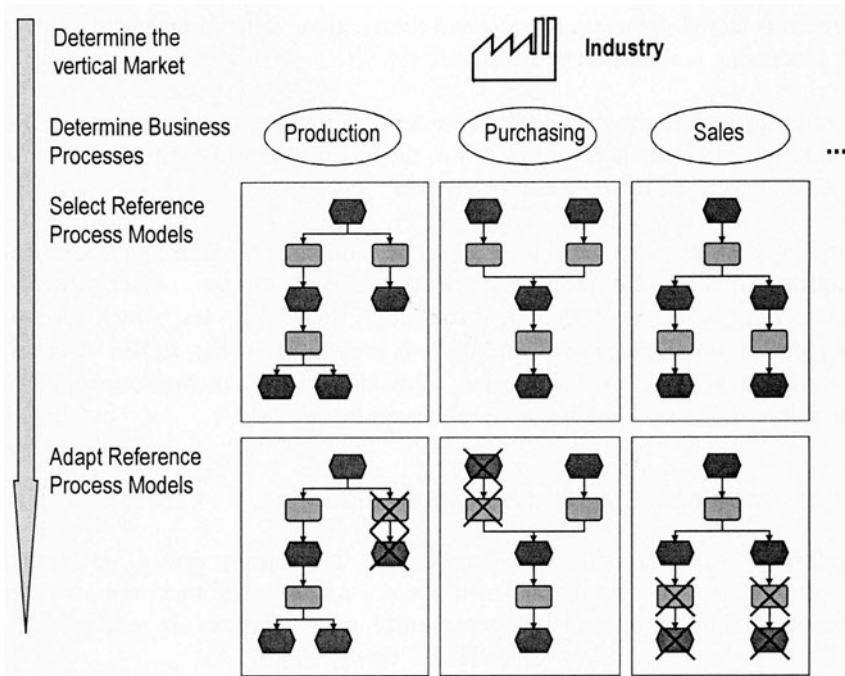 Determine the
vertical Market
Industry
Determine Business
Processes
Production
Purchasing
Sales
...
Select Reference
Process Models
Adapt Reference
Process Models